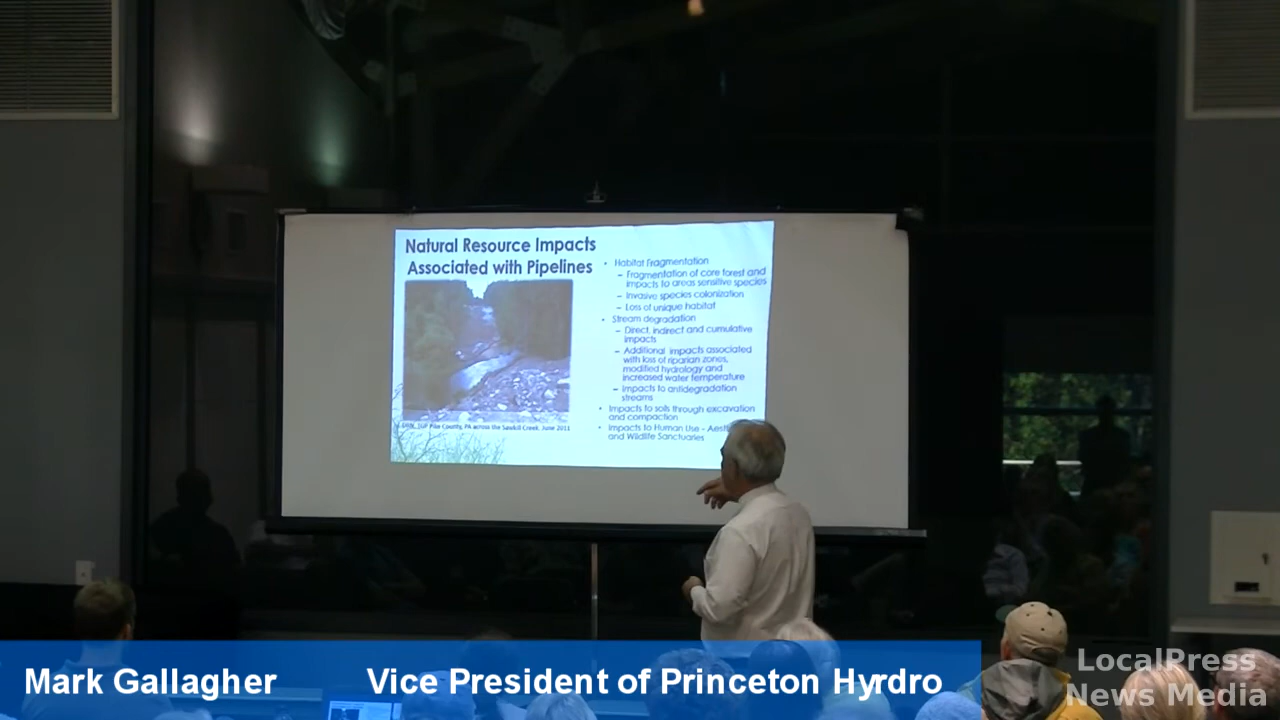 Natural Resource Impacts
Associated with Pipelines
• Habitat Fragmentation
– Fragmentation of core forest and
impacts to areas sensitive species
– Invasive species colonization
– Loss of unique habitat
• Stream degradation
– Direct, indirect and cumulative
impacts
– Additional impacts associated
with loss of riparian zones,
modified hydrology and
increased water temperature
– Impacts to antidegradation
streams
• Impacts to soils through excavation
and compaction
• Impacts to Human Use -
and Wildlife Sanctuaries
TGP Pike County, PA across the Sawkill Creek. June 2011
Mark Gallagher Vice President of Princeton Hydro
LocalPress
News Media